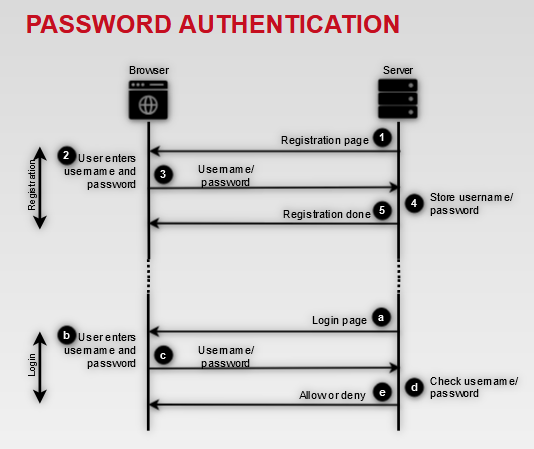 PASSWORD AUTHENTICATION
Browser
Server
Registration
Registration page
1
2
User enters
username and
password
3
Username/
password
4
Store username/
password
Registration done
5
Login
Login page
a
b
User enters
username and
password
c
Username/
password
d
Check username/
password
Allow or deny
e